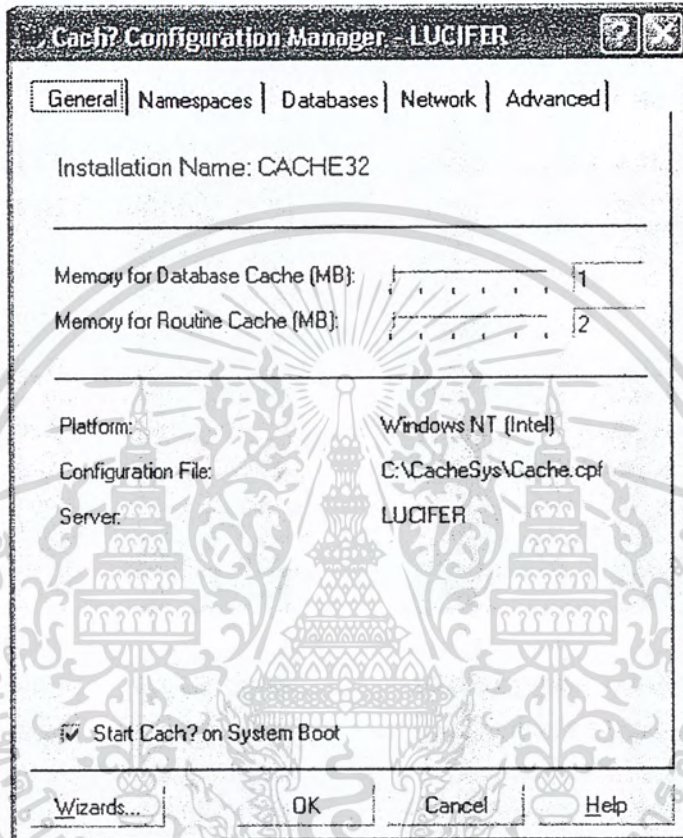 Cach? Configuration Manager - LUCIFER
General Namespaces Databases Network Advanced
Installation Name: CACHE32
Memory for Database Cache (MB): 1
Memory for Routine Cache (MB): 2
Platform: Windows NT (Intel)
Configuration File: C:\CacheSys\Cache.cpf
Server: LUCIFER
Start Cach? on System Boot
Wizards... OK Cancel Help